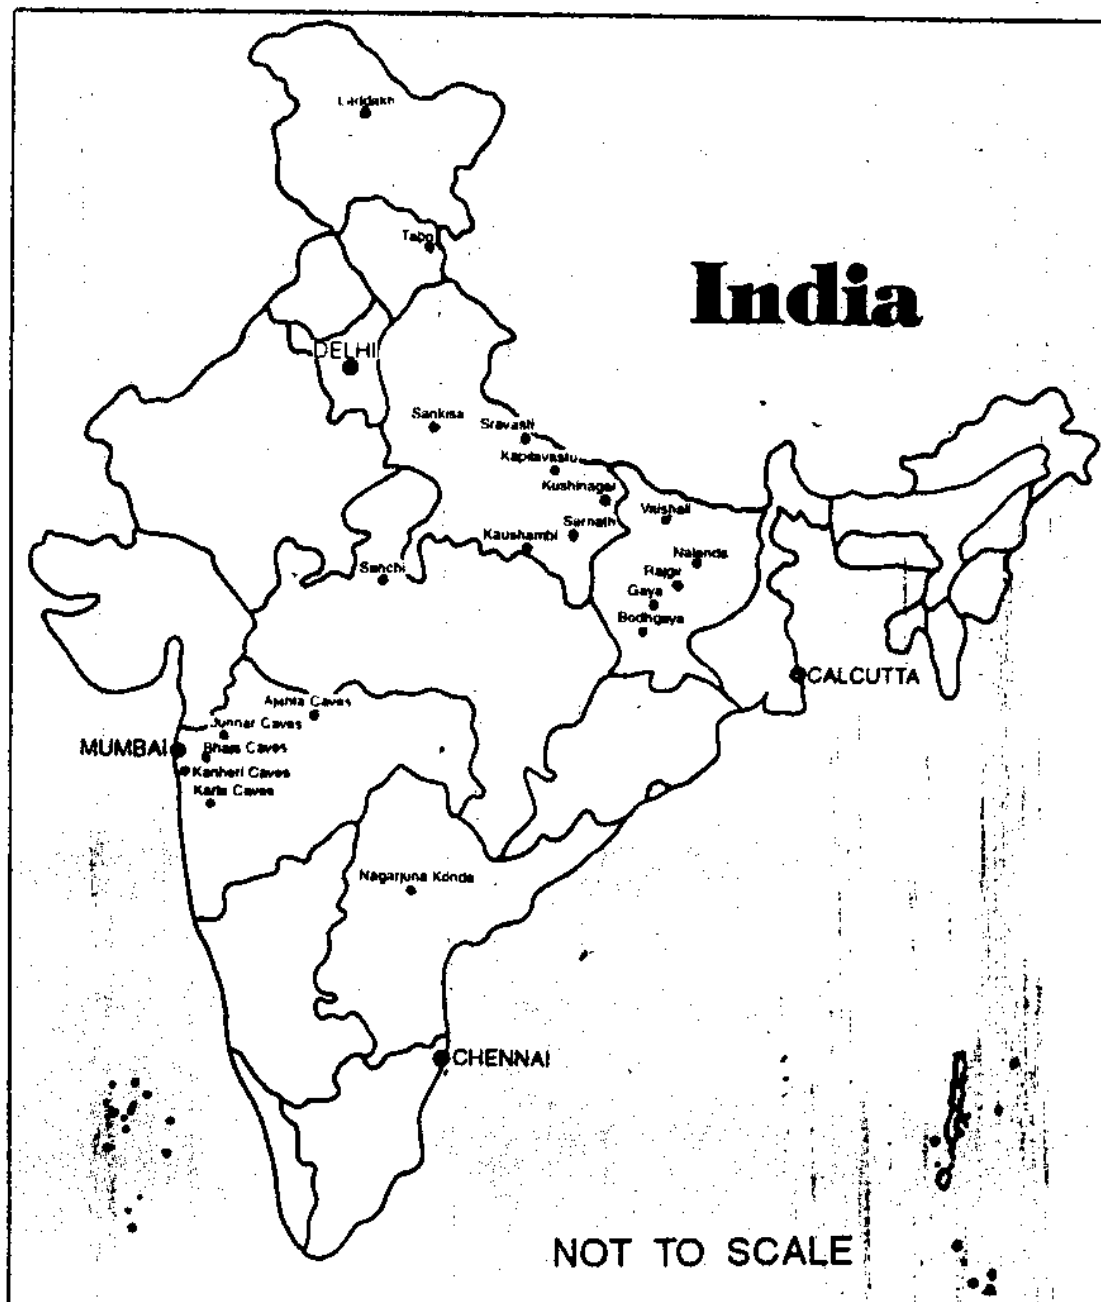 Tabo
India
DELHI
Sankisa
Sravasti
Kapilavastu
Kushinagar
Vaishali
Sarnath
Kaushambi
Nalanda
Sanchi
Rajgir
Gaya
Bodhgaya
CALCUTTA
Ajanta Caves
Junnar Caves
MUMBAI
Bhaja Caves
Kanheri Caves
Karla Caves
Nagarjuna Konda
CHENNAI
NOT TO SCALE